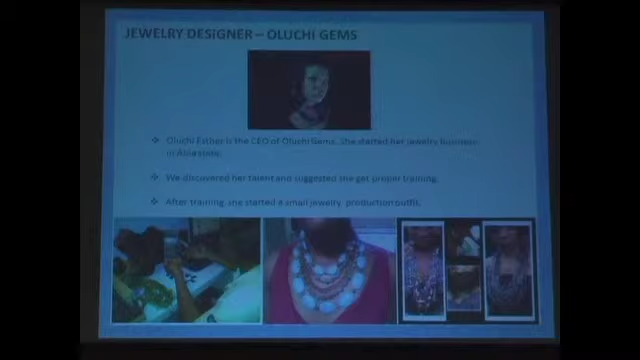 JEWELRY DESIGNER – OLUCHI GEMS
❖ Oluchi Esther is the CEO of Oluchi Gems. She started her jewelry business
in Abia state.
❖ We discovered her talent and suggested she get proper training.
❖ After training, she started a small jewelry production outfit.